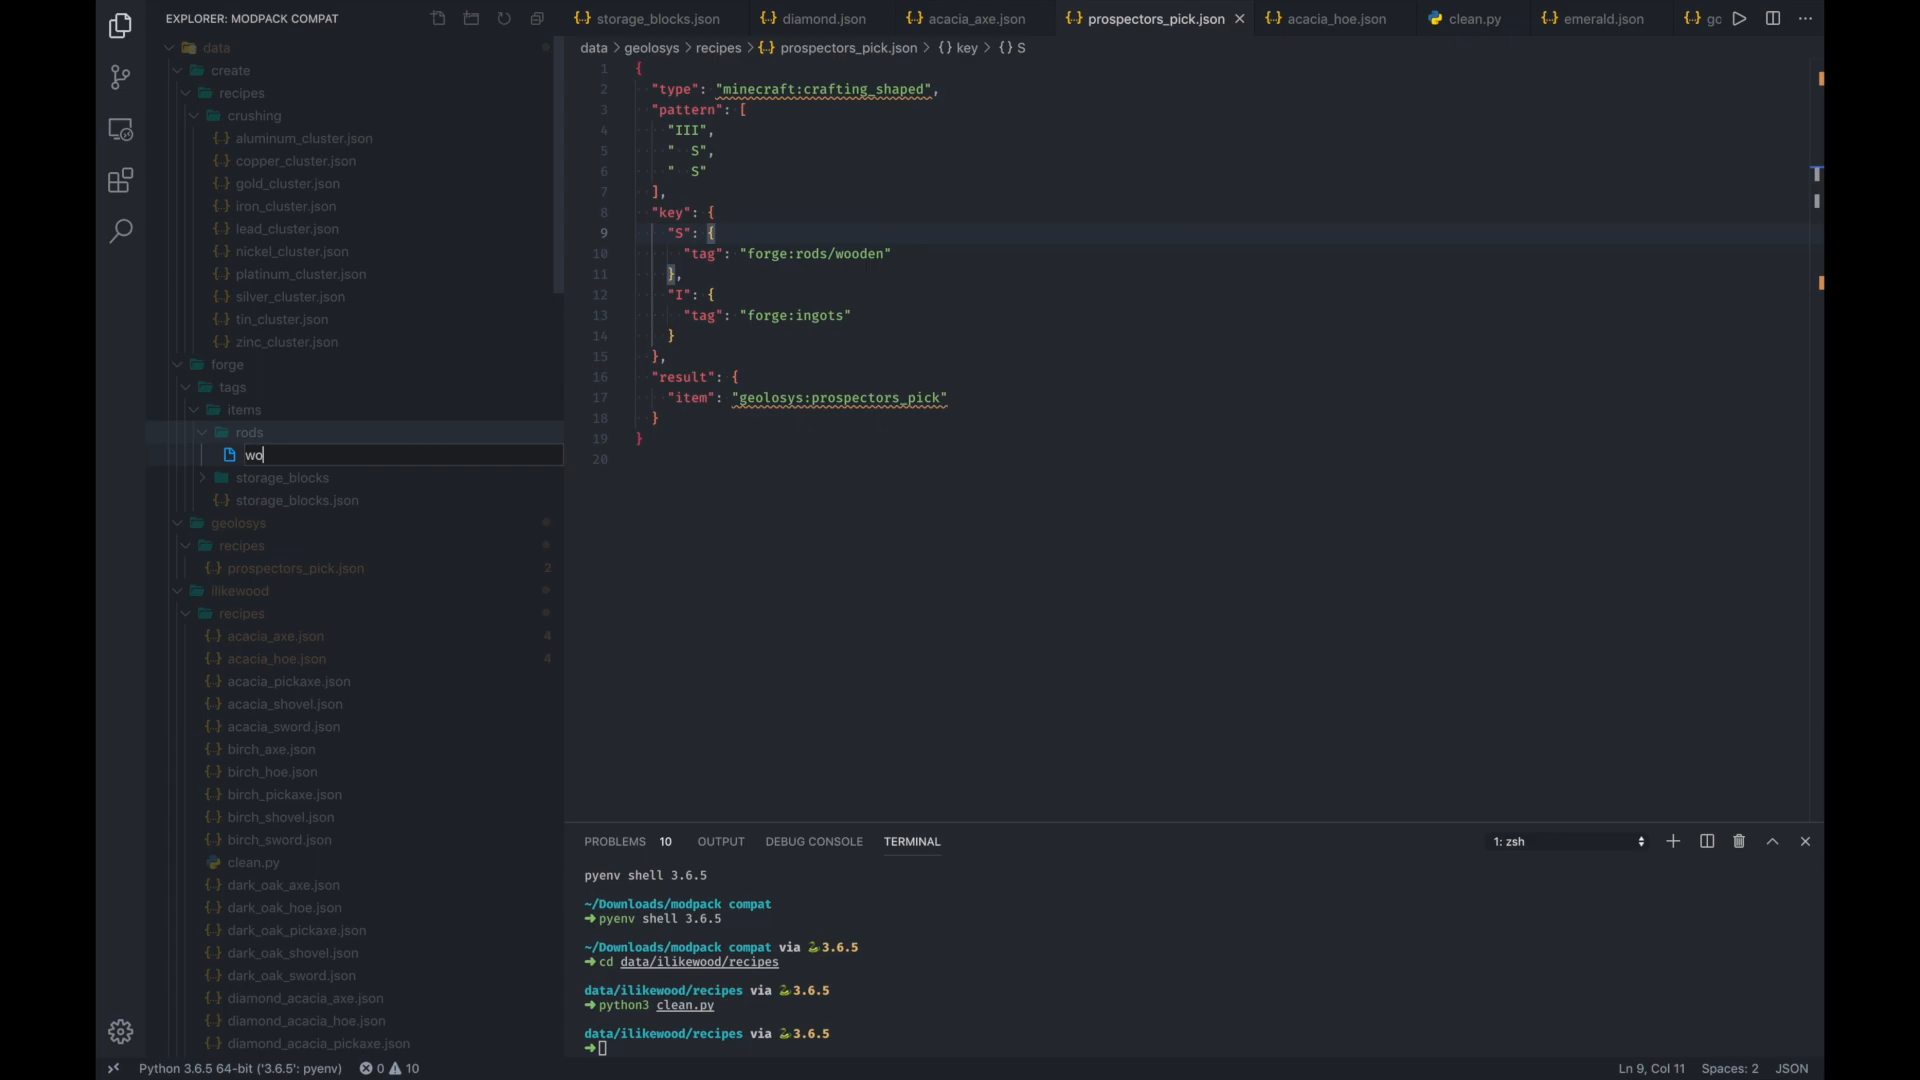 EXPLORER: MODPACK COMPAT
data
create
recipes
crushing
aluminum_cluster.json
copper_cluster.json
gold_cluster.json
iron_cluster.json
lead_cluster.json
nickel_cluster.json
platinum_cluster.json
silver_cluster.json
tin_cluster.json
zinc_cluster.json
forge
tags
items
rods
wo
storage_blocks
storage_blocks.json
geolosys
recipes
prospectors_pick.json 2
ilikewood
recipes
acacia_axe.json 4
acacia_hoe.json 4
acacia_pickaxe.json
acacia_shovel.json
acacia_sword.json
birch_axe.json
birch_hoe.json
birch_pickaxe.json
birch_shovel.json
birch_sword.json
clean.py
dark_oak_axe.json
dark_oak_hoe.json
dark_oak_pickaxe.json
dark_oak_shovel.json
dark_oak_sword.json
diamond_acacia_axe.json
diamond_acacia_hoe.json
diamond_acacia_pickaxe.json
storage_blocks.json diamond.json acacia_axe.json prospectors_pick.json acacia_hoe.json clean.py emerald.json go
data > geolosys > recipes > {..} prospectors_pick.json > {} key > {} S
1 {
2 "type": "minecraft:crafting_shaped",
3 "pattern": [
4 "III",
5 "  S",
6 "  S"
7 ],
8 "key": {
9 "S": {
10 "tag": "forge:rods/wooden"
11 },
12 "I": {
13 "tag": "forge:ingots"
14 }
15 },
16 "result": {
17 "item": "geolosys:prospectors_pick"
18 }
19 }
20
PROBLEMS 10 OUTPUT DEBUG CONSOLE TERMINAL 1: zsh
pyenv shell 3.6.5
~/Downloads/modpack compat
➜ pyenv shell 3.6.5
~/Downloads/modpack compat via 🐍3.6.5
➜ cd data/ilikewood/recipes
data/ilikewood/recipes via 🐍3.6.5
➜ python3 clean.py
data/ilikewood/recipes via 🐍3.6.5
➜
Python 3.6.5 64-bit ('3.6.5': pyenv) 0 10 Ln 9, Col 11 Spaces: 2 JSON